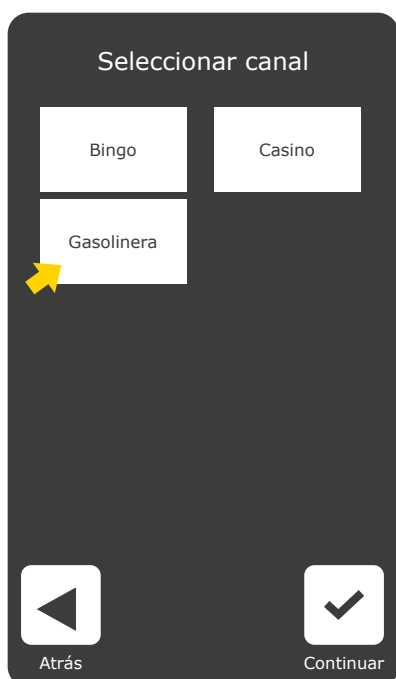 Seleccionar canal
Bingo
Casino
Gasolinera
Atrás
Continuar